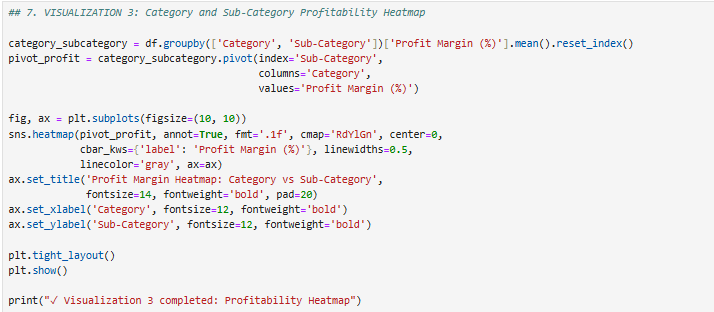 ## 7. VISUALIZATION 3: Category and Sub-Category Profitability Heatmap
category_subcategory = df.groupby(['Category', 'Sub-Category'])['Profit Margin (%)'].mean().reset_index()
pivot_profit = category_subcategory.pivot(index='Sub-Category',
columns='Category',
values='Profit Margin (%)')
fig, ax = plt.subplots(figsize=(10, 10))
sns.heatmap(pivot_profit, annot=True, fmt='.1f', cmap='RdYlGn', center=0,
cbar_kws={'label': 'Profit Margin (%)'}, linewidths=0.5,
linecolor='gray', ax=ax)
ax.set_title('Profit Margin Heatmap: Category vs Sub-Category',
fontsize=14, fontweight='bold', pad=20)
ax.set_xlabel('Category', fontsize=12, fontweight='bold')
ax.set_ylabel('Sub-Category', fontsize=12, fontweight='bold')
plt.tight_layout()
plt.show()
print("✓ Visualization 3 completed: Profitability Heatmap")